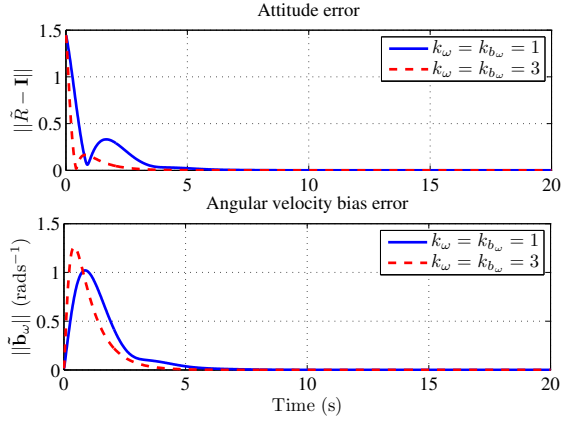 Attitude error
||R̃ − I||
1.5
1
0.5
0
k_ω = k_{b_ω} = 1
k_ω = k_{b_ω} = 3
0 5 10 15 20
Angular velocity bias error
||b̃_ω|| (rads⁻¹)
1.5
1
0.5
0
k_ω = k_{b_ω} = 1
k_ω = k_{b_ω} = 3
0 5 10 15 20
Time (s)